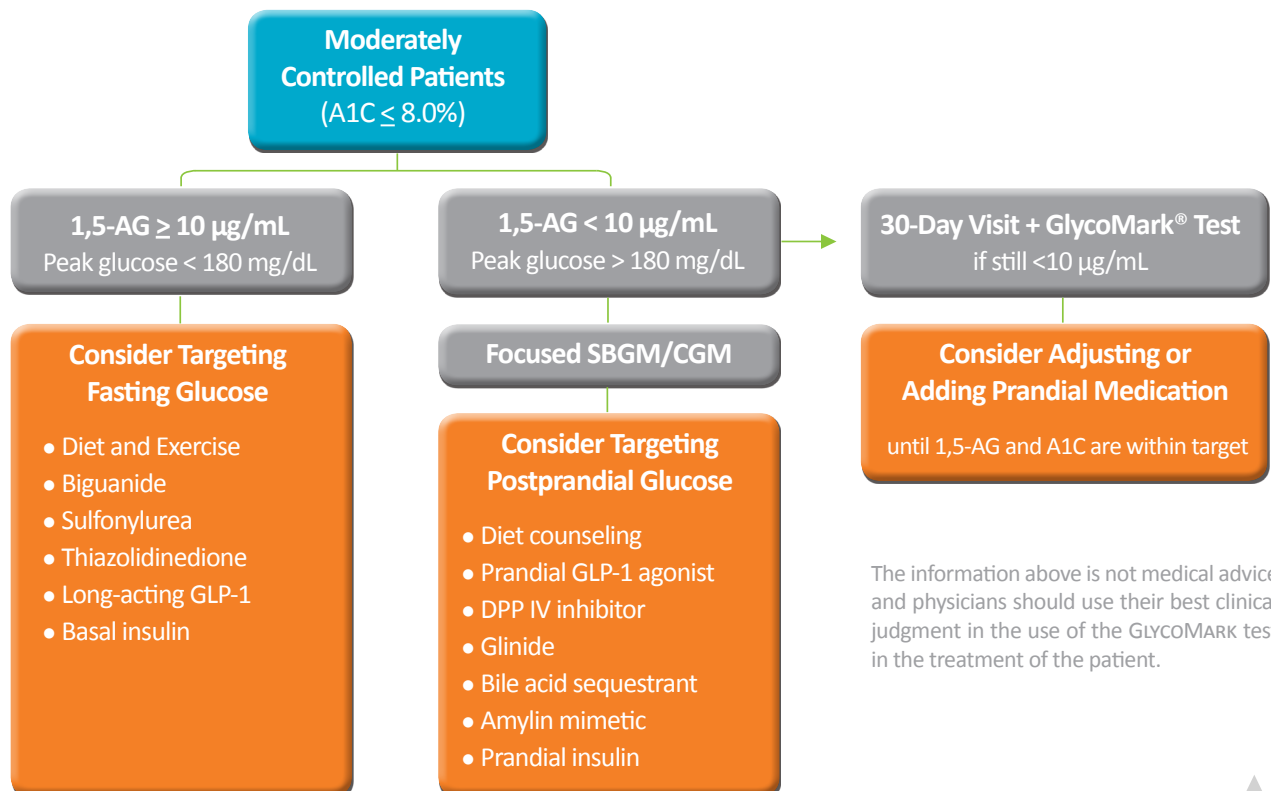 Moderately
Controlled Patients
(A1C ≤ 8.0%)
1,5-AG ≥ 10 µg/mL
Peak glucose < 180 mg/dL
1,5-AG < 10 µg/mL
Peak glucose > 180 mg/dL
30-Day Visit + GlycoMark® Test
if still <10 µg/mL
Consider Targeting
Fasting Glucose
● Diet and Exercise
● Biguanide
● Sulfonylurea
● Thiazolidinedione
● Long-acting GLP-1
● Basal insulin
Focused SBGM/CGM
Consider Targeting
Postprandial Glucose
● Diet counseling
● Prandial GLP-1 agonist
● DPP IV inhibitor
● Glinide
● Bile acid sequestrant
● Amylin mimetic
● Prandial insulin
Consider Adjusting or
Adding Prandial Medication
until 1,5-AG and A1C are within target
The information above is not medical advice
and physicians should use their best clinical
judgment in the use of the GLYCOMARK test
in the treatment of the patient.